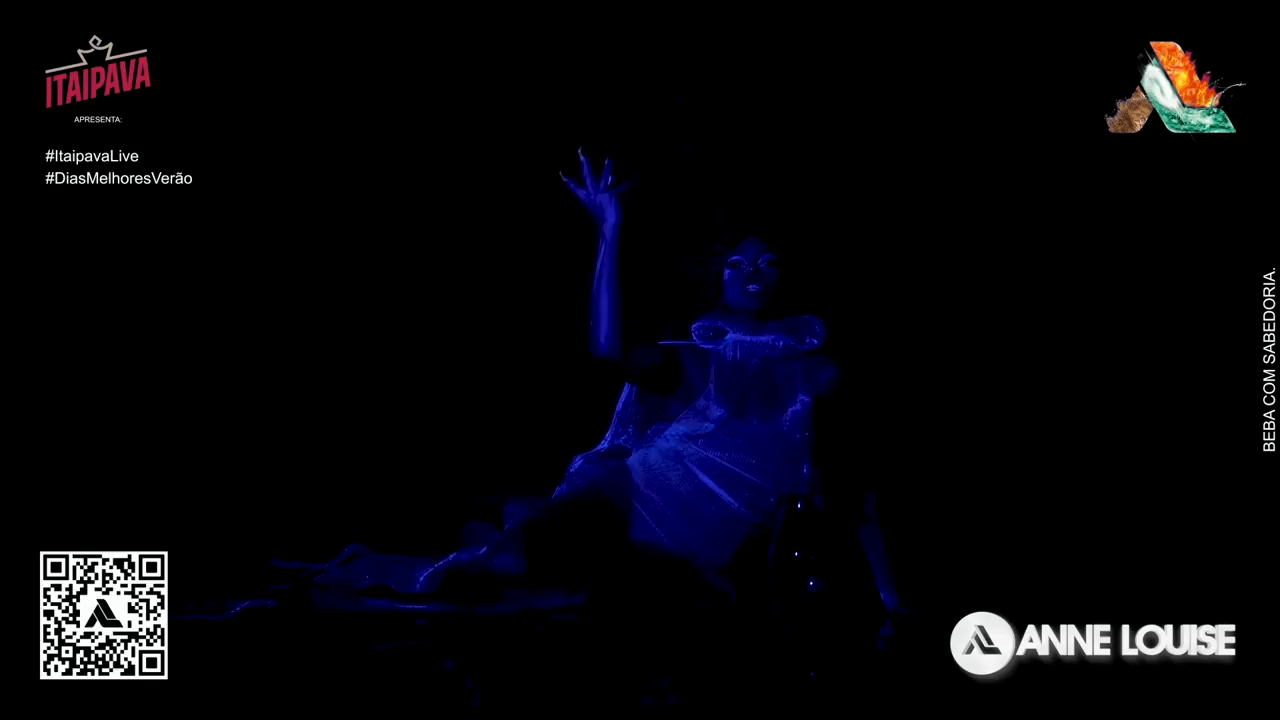 ITAIPAVA
APRESENTA:
#ItaipavaLive
#DiasMelhoresVerão
BEBA COM SABEDORIA.
ANNE LOUISE